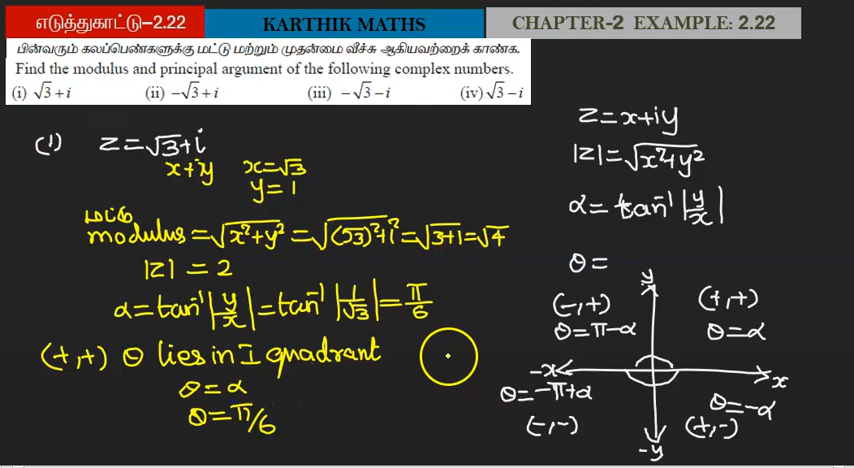 எடுத்துகாட்டு-2.22
KARTHIK MATHS
CHAPTER-2 EXAMPLE: 2.22
பின்வரும் கலப்பெண்களுக்கு மட்டு மற்றும் முதன்மை வீச்சு ஆகியவற்றைக் காண்க.
Find the modulus and principal argument of the following complex numbers.
(i) √3+i (ii) −√3+i (iii) −√3−i (iv) √3−i
(1) z=√3+i
x+iy x=√3
y=1
மட்டு
modulus=√(x²+y²)=√((√3)²+1²)=√(3+1)=√4
|z| = 2
α=tan⁻¹|y/x|=tan⁻¹|1/√3|=π/6
(+,+) θ lies in I quadrant
θ=α
θ=π/6
z=x+iy
|z|=√(x²+y²)
α=tan⁻¹|y/x|
θ=
y
(-,+) (+,+)
θ=π-α θ=α
-x x
θ=-π+α θ=-α
(-,-) (+,-)
-y